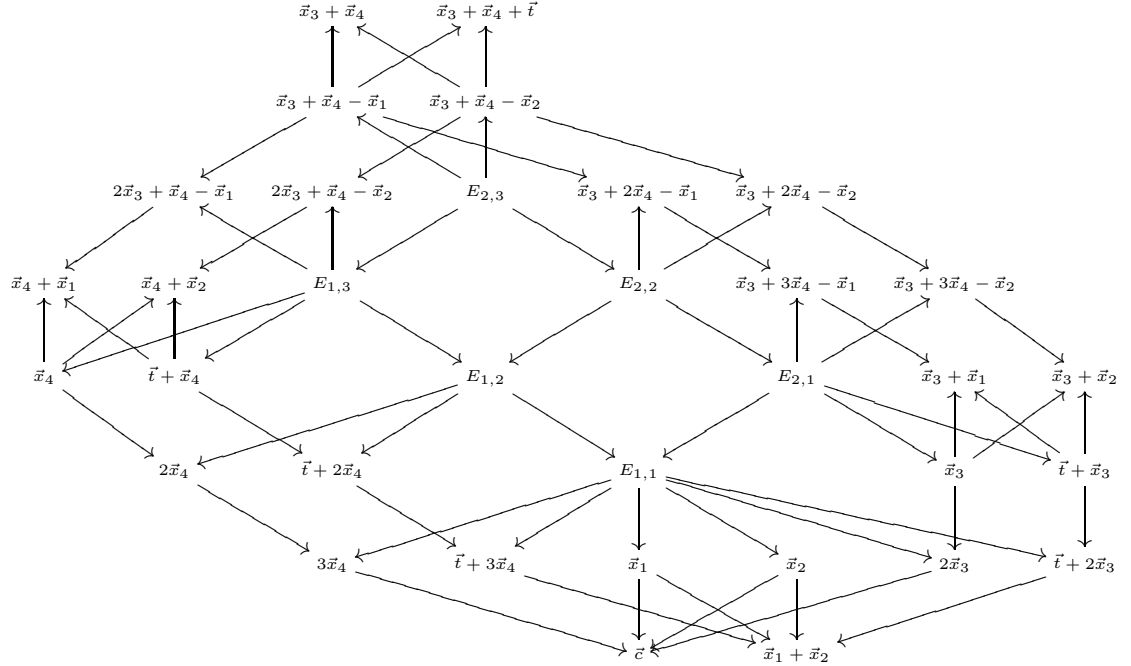 x⃗₃ + x⃗₄ x⃗₃ + x⃗₄ + t⃗
x⃗₃ + x⃗₄ − x⃗₁ x⃗₃ + x⃗₄ − x⃗₂
2x⃗₃ + x⃗₄ − x⃗₁ 2x⃗₃ + x⃗₄ − x⃗₂ E₂,₃ x⃗₃ + 2x⃗₄ − x⃗₁ x⃗₃ + 2x⃗₄ − x⃗₂
x⃗₄ + x⃗₁ x⃗₄ + x⃗₂ E₁,₃ E₂,₂ x⃗₃ + 3x⃗₄ − x⃗₁ x⃗₃ + 3x⃗₄ − x⃗₂
x⃗₄ t⃗ + x⃗₄ E₁,₂ E₂,₁ x⃗₃ + x⃗₁ x⃗₃ + x⃗₂
2x⃗₄ t⃗ + 2x⃗₄ E₁,₁ x⃗₃ t⃗ + x⃗₃
3x⃗₄ t⃗ + 3x⃗₄ x⃗₁ x⃗₂ 2x⃗₃ t⃗ + 2x⃗₃
c⃗ x⃗₁ + x⃗₂